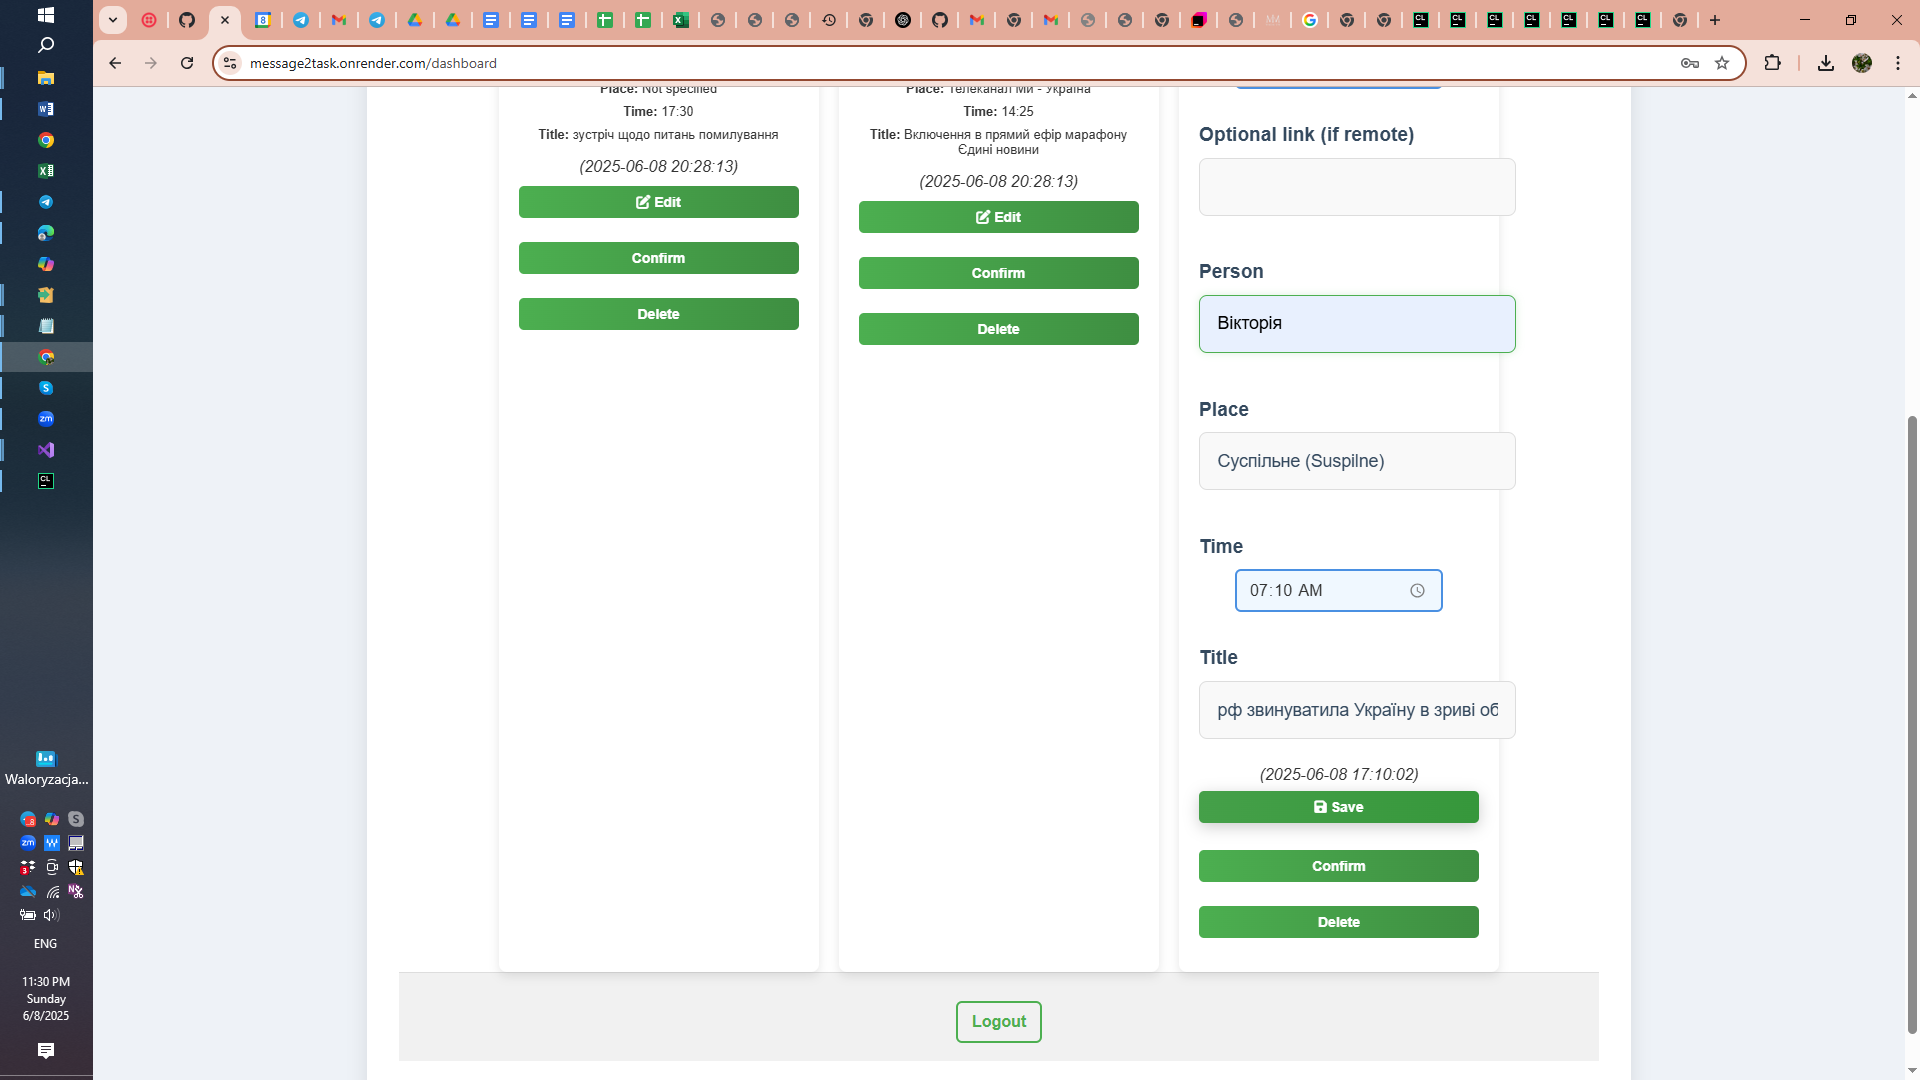 message2task.onrender.com/dashboard
Place: Not specified
Time: 17:30
Title: зустріч щодо питань помилування
(2025-06-08 20:28:13)
Edit
Confirm
Delete
Place: Телеканал Ми - Україна
Time: 14:25
Title: Включення в прямий ефір марафону
Єдині новини
(2025-06-08 20:28:13)
Edit
Confirm
Delete
Optional link (if remote)
Person
Вікторія
Place
Суспільне (Suspilne)
Time
07:10 AM
Title
рф звинуватила Україну в зриві об
(2025-06-08 17:10:02)
Save
Confirm
Delete
Logout
Waloryzacja...
ENG
11:30 PM
Sunday
6/8/2025